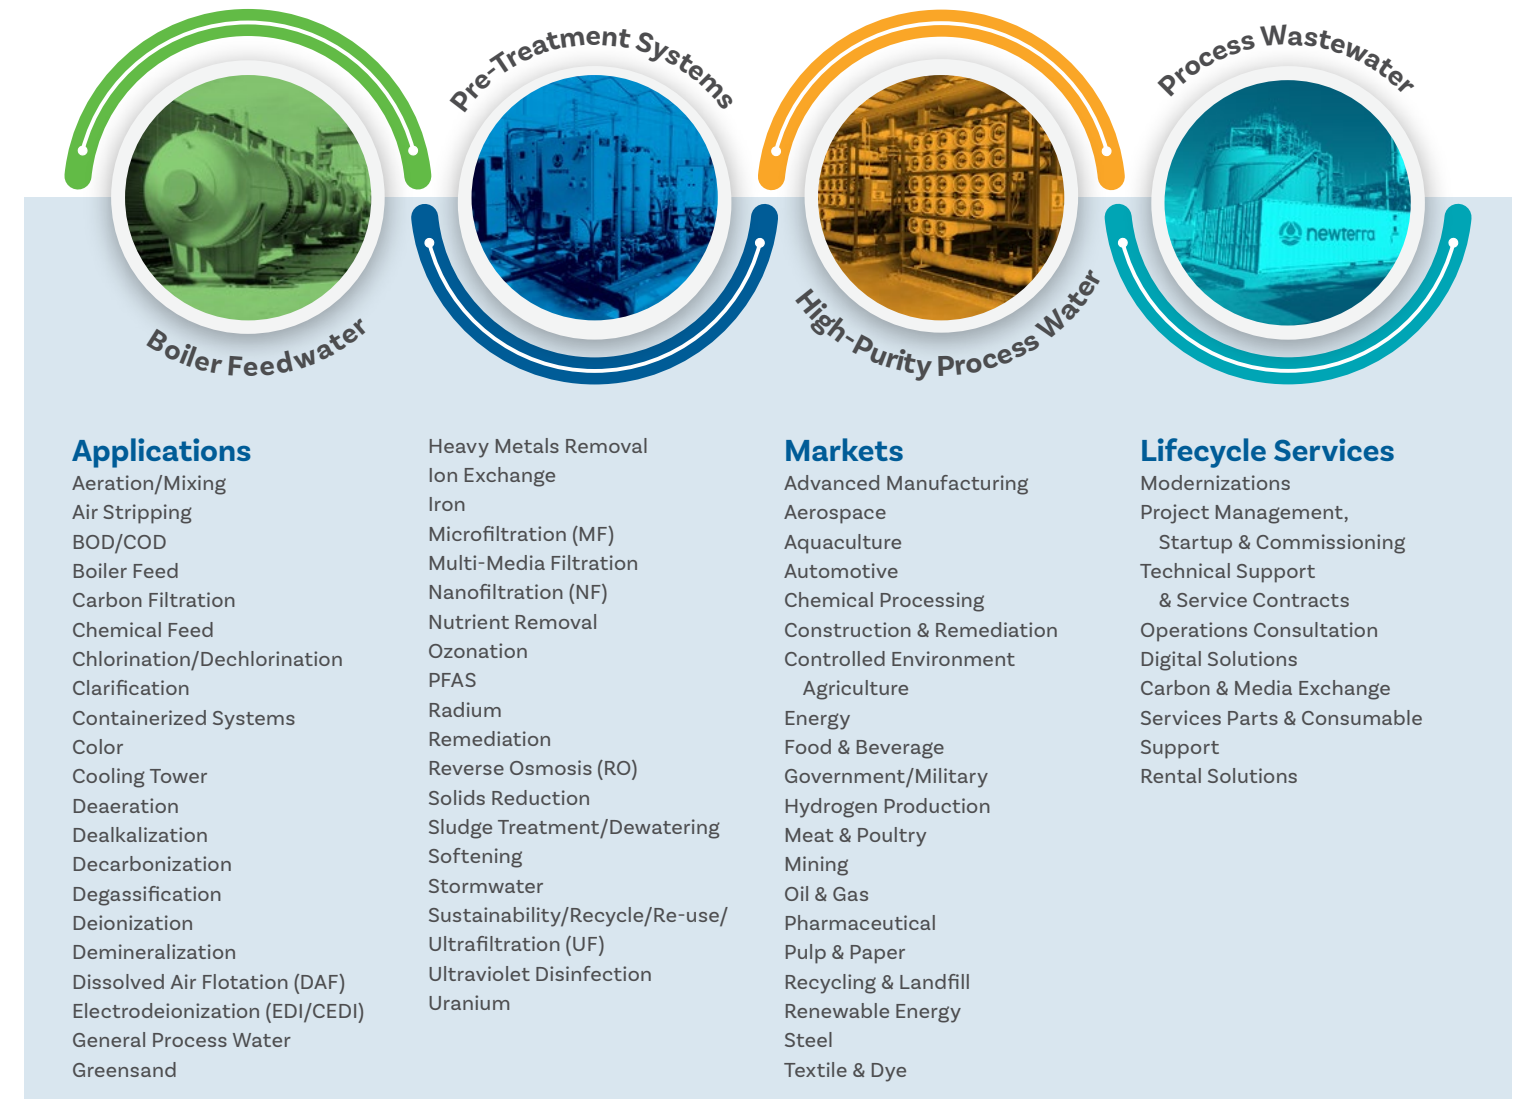 Boiler Feedwater
Pre-Treatment Systems
High-Purity Process Water
Process Wastewater
newterra
Applications
Aeration/Mixing
Air Stripping
BOD/COD
Boiler Feed
Carbon Filtration
Chemical Feed
Chlorination/Dechlorination
Clarification
Containerized Systems
Color
Cooling Tower
Deaeration
Dealkalization
Decarbonization
Degassification
Deionization
Demineralization
Dissolved Air Flotation (DAF)
Electrodeionization (EDI/CEDI)
General Process Water
Greensand
Heavy Metals Removal
Ion Exchange
Iron
Microfiltration (MF)
Multi-Media Filtration
Nanofiltration (NF)
Nutrient Removal
Ozonation
PFAS
Radium
Remediation
Reverse Osmosis (RO)
Solids Reduction
Sludge Treatment/Dewatering
Softening
Stormwater
Sustainability/Recycle/Re-use/
Ultrafiltration (UF)
Ultraviolet Disinfection
Uranium
Markets
Advanced Manufacturing
Aerospace
Aquaculture
Automotive
Chemical Processing
Construction & Remediation
Controlled Environment
Agriculture
Energy
Food & Beverage
Government/Military
Hydrogen Production
Meat & Poultry
Mining
Oil & Gas
Pharmaceutical
Pulp & Paper
Recycling & Landfill
Renewable Energy
Steel
Textile & Dye
Lifecycle Services
Modernizations
Project Management,
Startup & Commissioning
Technical Support
& Service Contracts
Operations Consultation
Digital Solutions
Carbon & Media Exchange
Services Parts & Consumable
Support
Rental Solutions